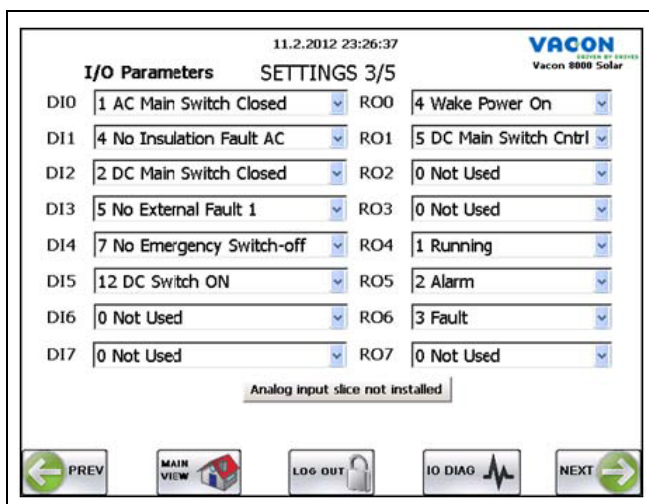 11.2.2012 23:26:37
VACON
DRIVEN BY DRIVES
Vacon 8000 Solar
I/O Parameters SETTINGS 3/5
DI0 1 AC Main Switch Closed RO0 4 Wake Power On
DI1 4 No Insulation Fault AC RO1 5 DC Main Switch Cntrl
DI2 2 DC Main Switch Closed RO2 0 Not Used
DI3 5 No External Fault 1 RO3 0 Not Used
DI4 7 No Emergency Switch-off RO4 1 Running
DI5 12 DC Switch ON RO5 2 Alarm
DI6 0 Not Used RO6 3 Fault
DI7 0 Not Used RO7 0 Not Used
Analog input slice not installed
PREV MAIN VIEW LOG OUT IO DIAG NEXT